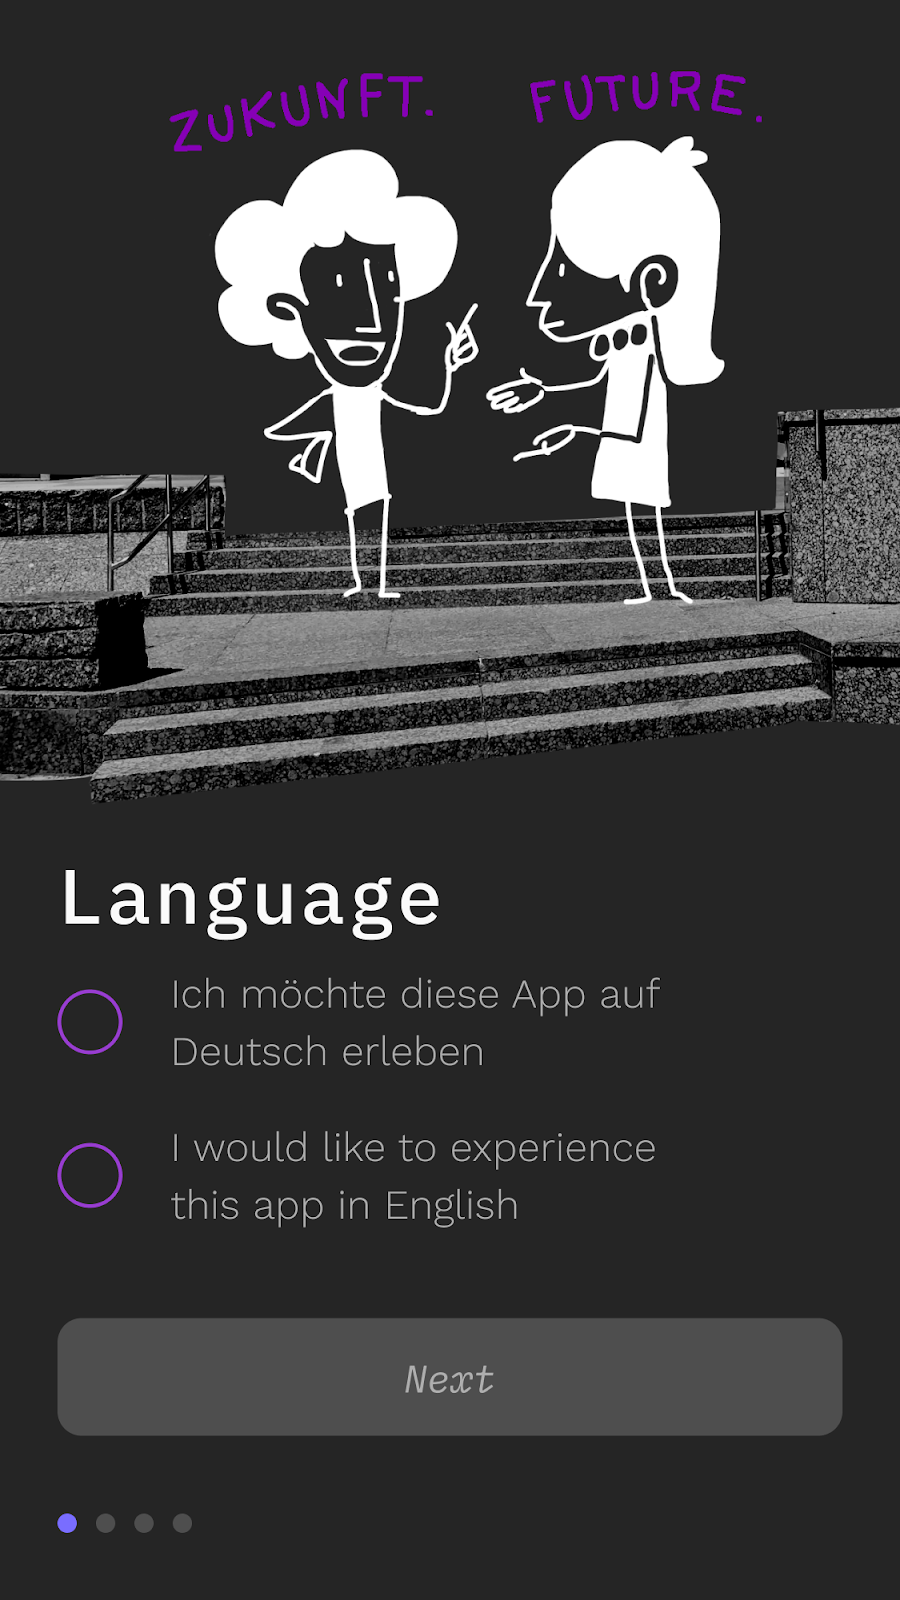 ZUKUNFT. FUTURE.
Language
Ich möchte diese App auf
Deutsch erleben
I would like to experience
this app in English
Next